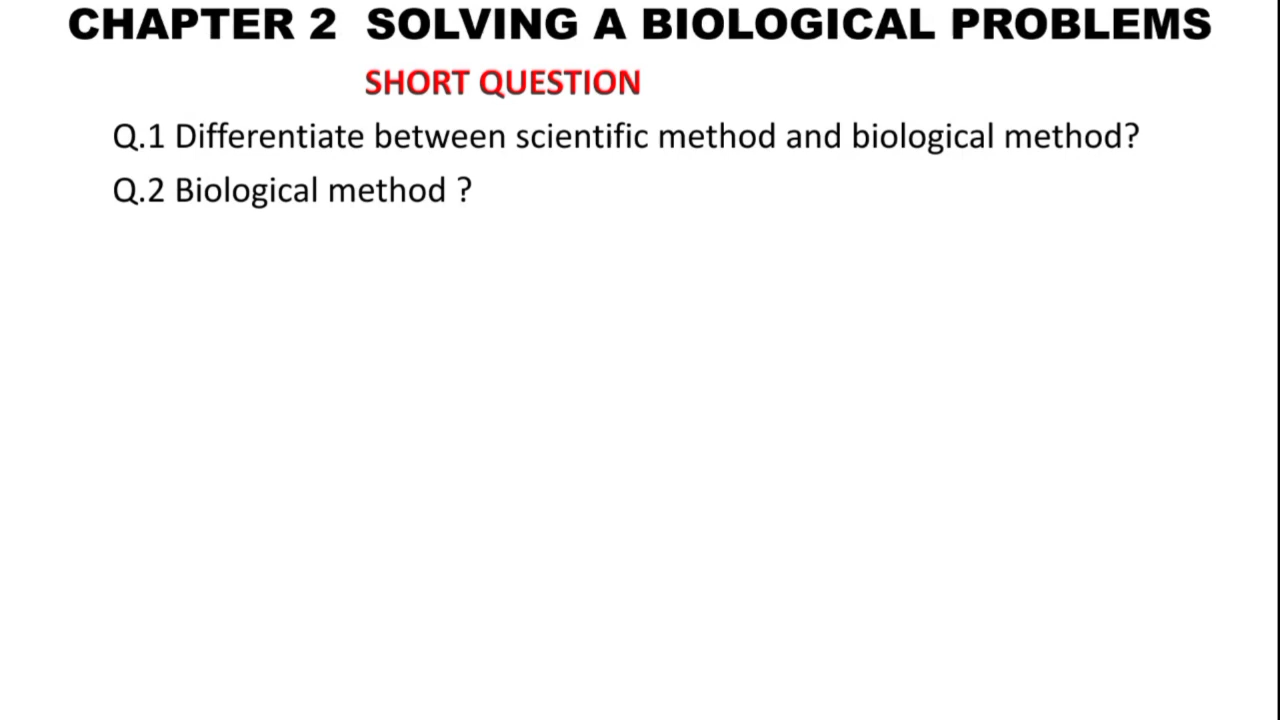 CHAPTER 2 SOLVING A BIOLOGICAL PROBLEMS
SHORT QUESTION
Q.1 Differentiate between scientific method and biological method?
Q.2 Biological method ?